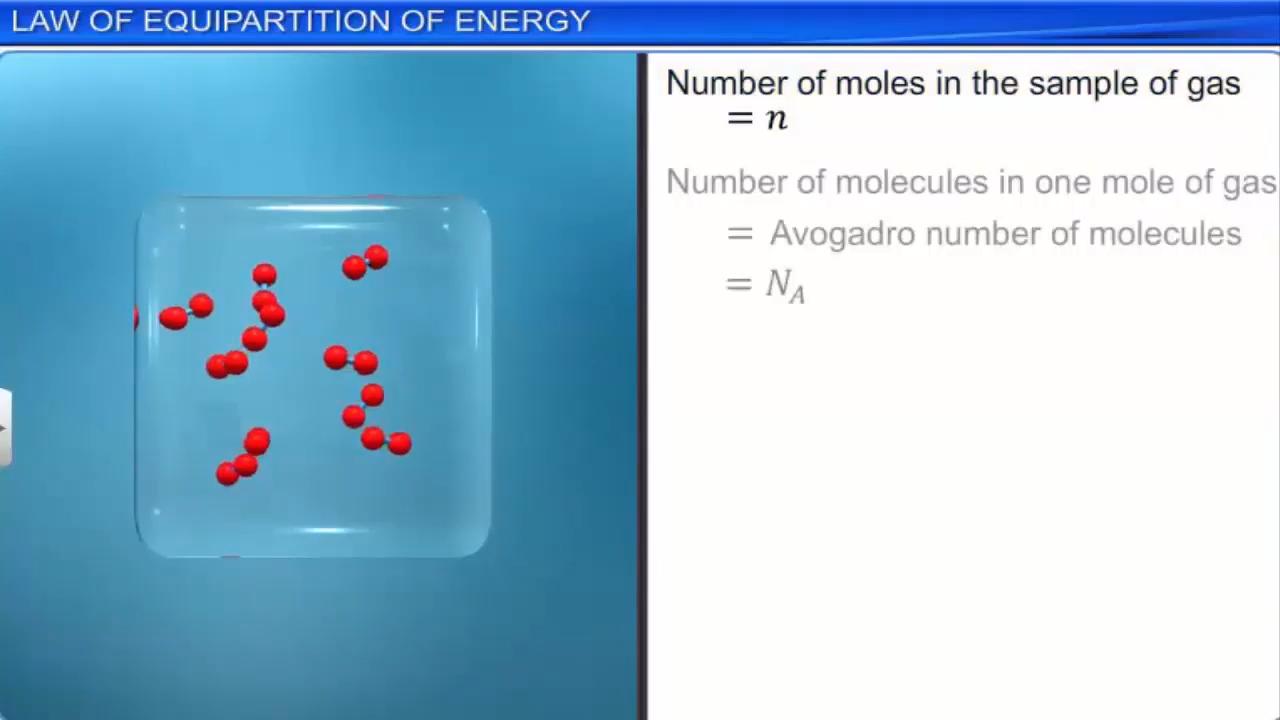 LAW OF EQUIPARTITION OF ENERGY
Number of moles in the sample of gas
= n
Number of molecules in one mole of gas
= Avogadro number of molecules
= N_A